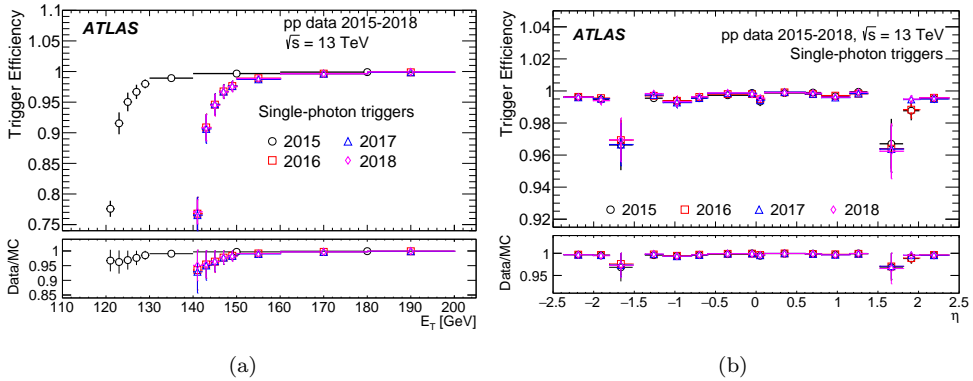 ATLAS
pp data 2015-2018
√s = 13 TeV
Single-photon triggers
2015
2017
2016
2018
Trigger Efficiency
1.1
1.05
1
0.95
0.9
0.85
0.8
0.75
Data/MC
1
0.95
0.9
0.85
110 120 130 140 150 160 170 180 190 200
E_T [GeV]
(a)
ATLAS
pp data 2015-2018, √s = 13 TeV
Single-photon triggers
2015 2016 2017 2018
Trigger Efficiency
1.04
1.02
1
0.98
0.96
0.94
0.92
Data/MC
1
0.95
−2.5 −2 −1.5 −1 −0.5 0 0.5 1 1.5 2 2.5
η
(b)